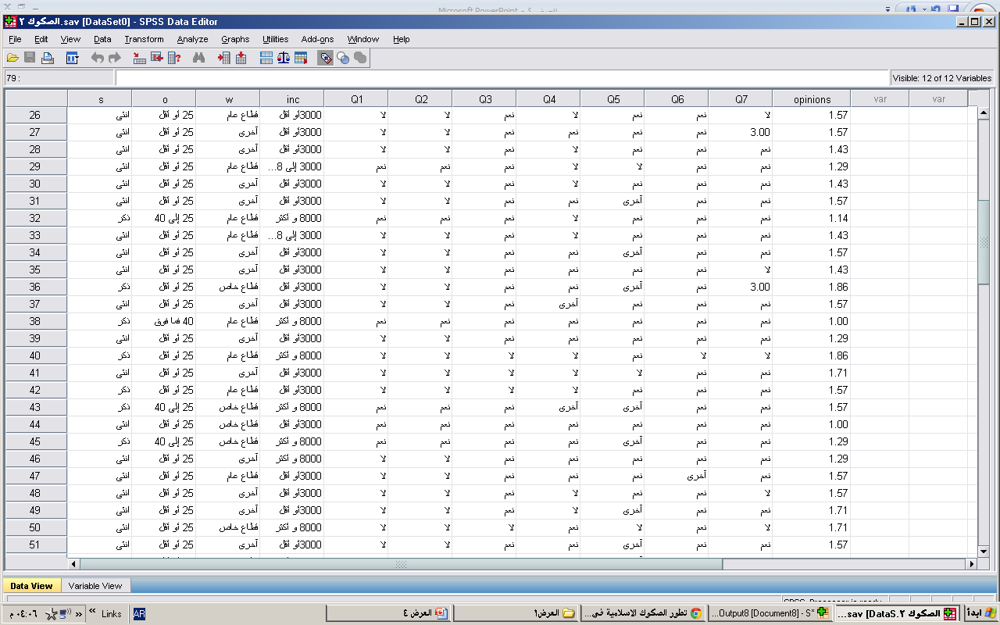 Microsoft PowerPoint - العرض ٤
الصكوك ٢.sav [DataSet0] - SPSS Data Editor
File Edit View Data Transform Analyze Graphs Utilities Add-ons Window Help
79 : Visible: 12 of 12 Variables
s o w inc Q1 Q2 Q3 Q4 Q5 Q6 Q7 opinions var var
26 انثى 25 أو أقل قطاع عام 3000أو أقل لا لا نعم لا نعم نعم لا 1.57
27 انثى 25 أو أقل آخرى 3000أو أقل لا لا نعم نعم نعم نعم 3.00 1.57
28 انثى 25 أو أقل آخرى 3000أو أقل لا لا نعم لا نعم نعم نعم 1.43
29 انثى 25 أو أقل قطاع عام 3000 إلى 8... نعم نعم نعم لا لا نعم نعم 1.29
30 انثى 25 أو أقل آخرى 3000أو أقل لا لا نعم لا نعم نعم نعم 1.43
31 انثى 25 أو أقل آخرى 3000أو أقل لا لا نعم نعم آخرى نعم نعم 1.57
32 ذكر 25 إلى 40 قطاع عام 8000 و أكثر نعم نعم نعم لا نعم نعم نعم 1.14
33 انثى 25 أو أقل قطاع عام 3000 إلى 8... لا لا نعم لا نعم نعم نعم 1.43
34 انثى 25 أو أقل آخرى 3000أو أقل لا لا نعم نعم آخرى نعم نعم 1.57
35 انثى 25 أو أقل آخرى 3000أو أقل لا لا نعم نعم نعم نعم لا 1.43
36 ذكر 25 أو أقل قطاع خاص 3000أو أقل لا لا نعم نعم آخرى نعم 3.00 1.86
37 انثى 25 أو أقل آخرى 3000أو أقل لا لا نعم آخرى نعم نعم نعم 1.57
38 ذكر 40 فما فوق قطاع عام 8000 و أكثر نعم نعم نعم نعم نعم نعم نعم 1.00
39 انثى 25 أو أقل آخرى 3000أو أقل لا لا نعم نعم نعم نعم نعم 1.29
40 ذكر 25 أو أقل قطاع عام 8000 و أكثر لا لا لا لا نعم لا لا 1.86
41 انثى 25 أو أقل آخرى 3000أو أقل لا لا لا لا لا نعم نعم 1.71
42 ذكر 25 أو أقل قطاع عام 3000أو أقل لا لا لا لا نعم نعم نعم 1.57
43 ذكر 25 إلى 40 قطاع خاص 8000 و أكثر نعم نعم نعم آخرى آخرى نعم نعم 1.57
44 انثى 25 أو أقل قطاع خاص 3000أو أقل نعم نعم نعم نعم نعم نعم نعم 1.00
45 ذكر 25 إلى 40 قطاع خاص 8000 و أكثر نعم نعم نعم نعم آخرى نعم نعم 1.29
46 انثى 25 أو أقل آخرى 8000 و أكثر لا لا نعم نعم نعم نعم نعم 1.29
47 انثى 25 أو أقل قطاع عام 3000أو أقل لا لا نعم نعم نعم آخرى نعم 1.57
48 انثى 25 أو أقل آخرى 3000أو أقل لا لا نعم لا نعم نعم لا 1.57
49 انثى 25 أو أقل آخرى 3000أو أقل لا لا نعم لا آخرى نعم نعم 1.71
50 انثى 25 أو أقل قطاع خاص 8000 و أكثر لا لا لا نعم لا نعم لا 1.71
51 انثى 25 أو أقل آخرى 3000أو أقل لا لا نعم نعم آخرى نعم نعم 1.57
Data View Variable View
SPSS Processor is ready
ابدأ الصكوك ٢.sav [DataS... *Output8 [Document8] - S... تطور الصكوك الاسلامية في... العرض١ العرض ٤ AR Links » « ٠٤:٠٦ م